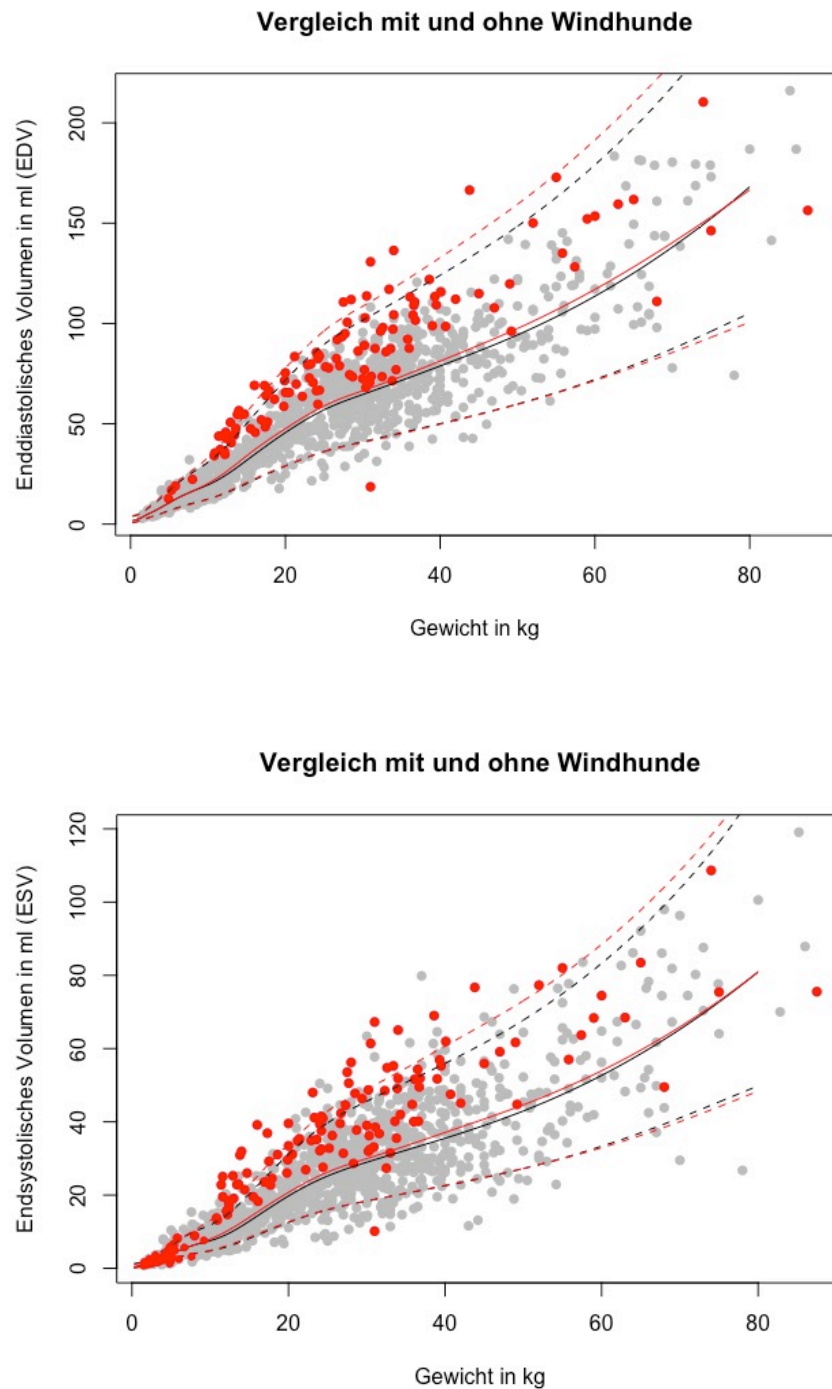 Vergleich mit und ohne Windhunde
Enddiastolisches Volumen in ml (EDV)
200
150
100
50
0
0 20 40 60 80
Gewicht in kg
Vergleich mit und ohne Windhunde
Endsystolisches Volumen in ml (ESV)
120
100
80
60
40
20
0
0 20 40 60 80
Gewicht in kg